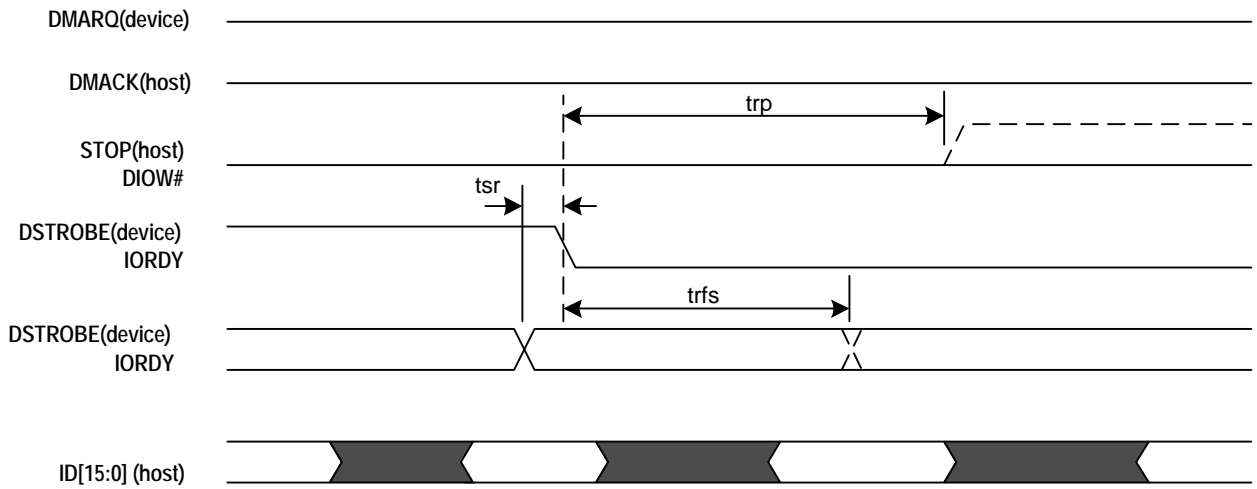 DMARQ(device)
DMACK(host)
trp
STOP(host)
DIOW#
tsr
DSTROBE(device)
IORDY
trfs
DSTROBE(device)
IORDY
ID[15:0] (host)